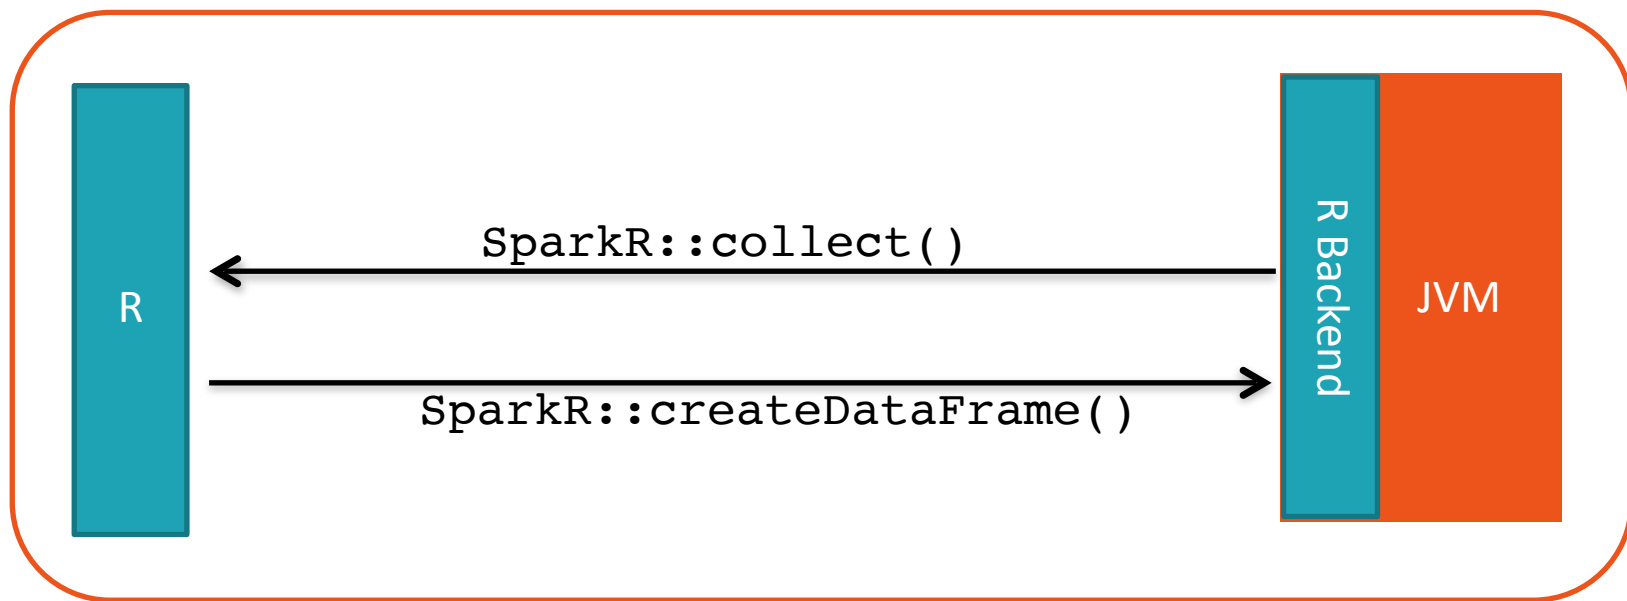 R
SparkR::collect()
SparkR::createDataFrame()
R Backend
JVM